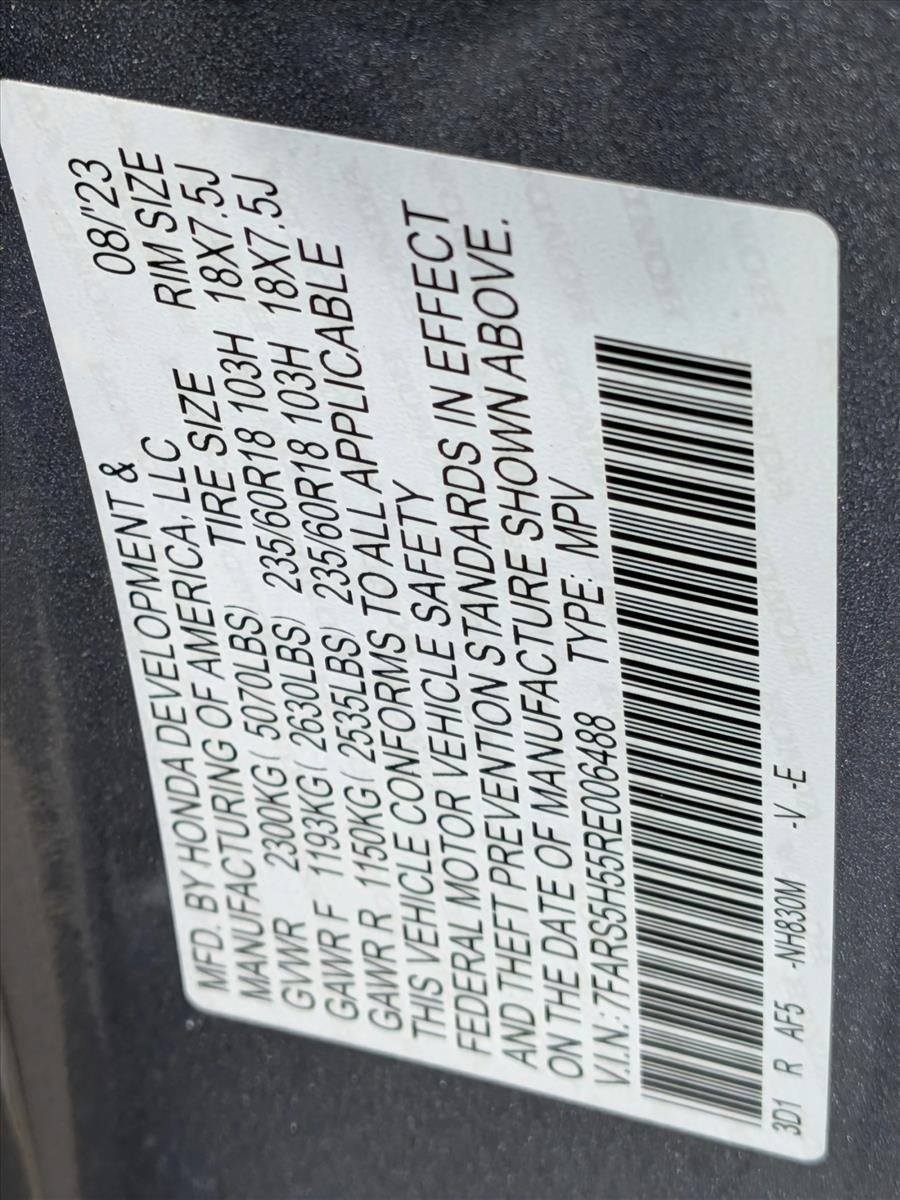 MFD. BY HONDA DEVELOPMENT & 08/'23
MANUFACTURING OF AMERICA, LLC RIM SIZE
GVWR 2300KG( 5070LBS) TIRE SIZE 18X7.5J
GAWR F 1193KG( 2630LBS) 235/60R18 103H 18X7.5J
GAWR R 1150KG( 2535LBS) 235/60R18 103H
THIS VEHICLE CONFORMS TO ALL APPLICABLE
FEDERAL MOTOR VEHICLE SAFETY
AND THEFT PREVENTION STANDARDS IN EFFECT
ON THE DATE OF MANUFACTURE SHOWN ABOVE.
V.I.N.:7FARS5H55RE006488 TYPE: MPV
3D1 R AF5 -NH830M -V -E